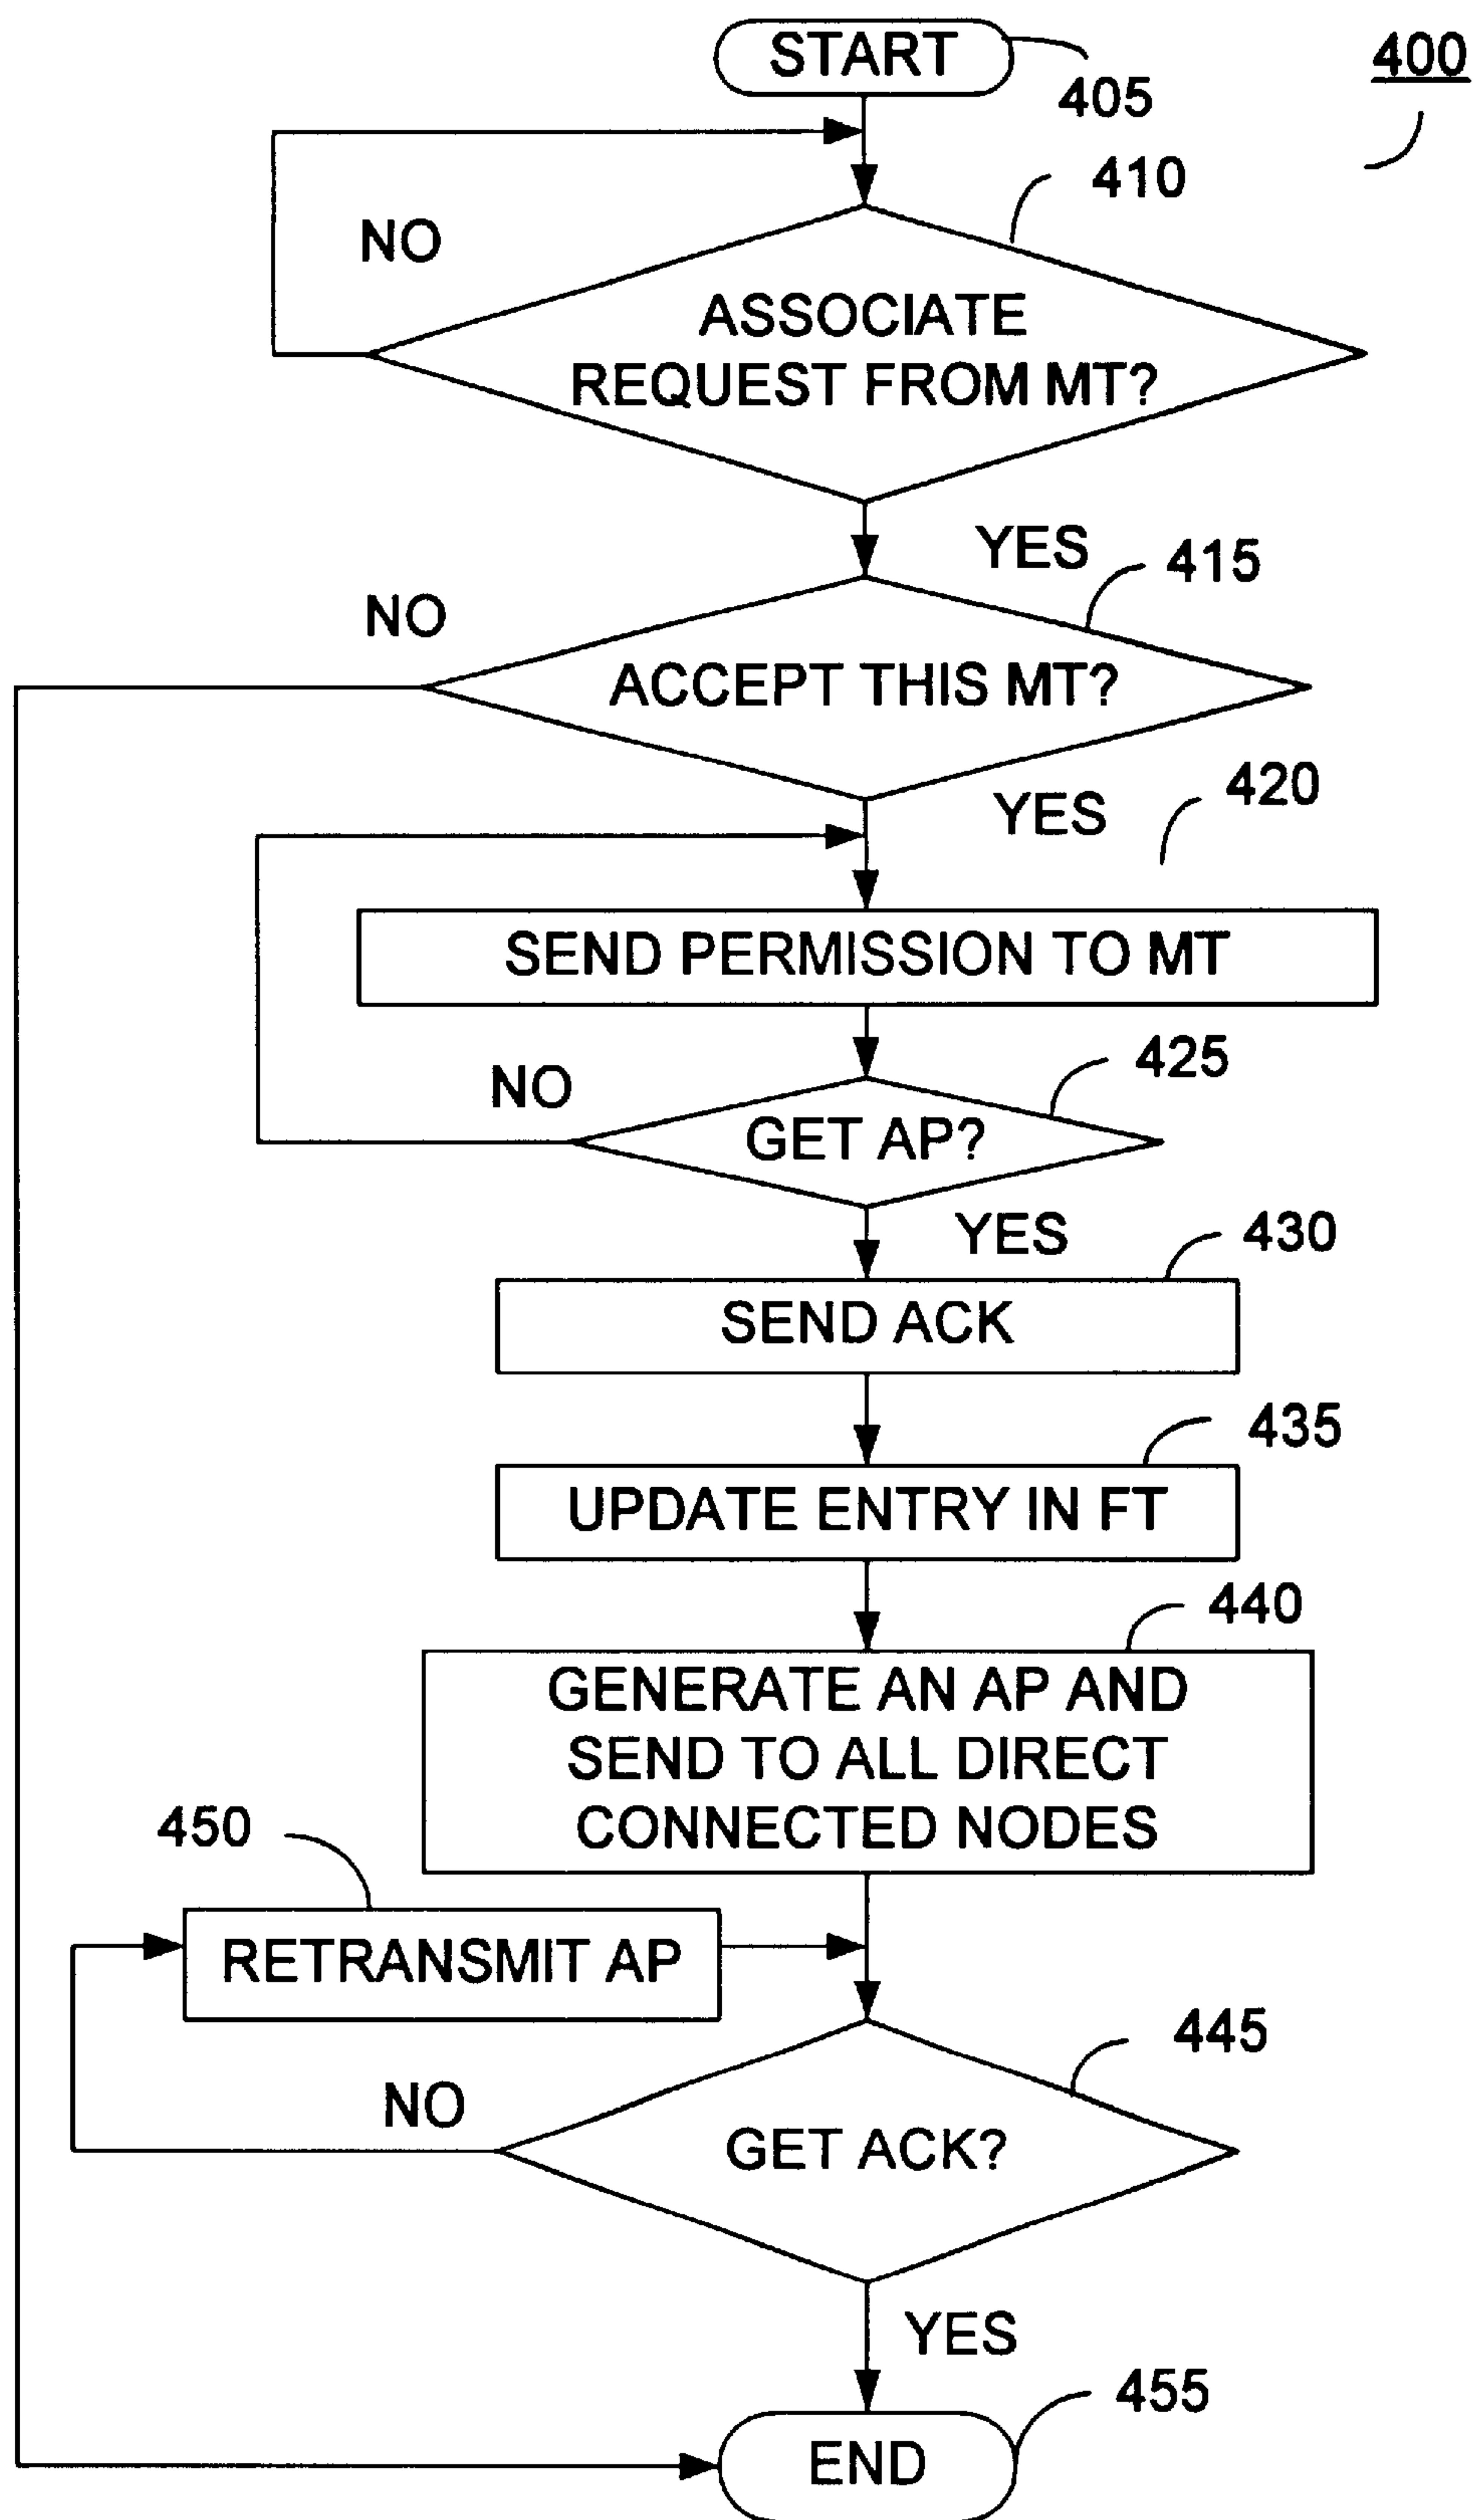 START
405
400
410
NO
ASSOCIATE
REQUEST FROM MT?
YES
415
NO
ACCEPT THIS MT?
420
YES
SEND PERMISSION TO MT
425
NO
GET AP?
YES
430
SEND ACK
435
UPDATE ENTRY IN FT
440
GENERATE AN AP AND
SEND TO ALL DIRECT
CONNECTED NODES
450
RETRANSMIT AP
445
NO
GET ACK?
YES
455
END